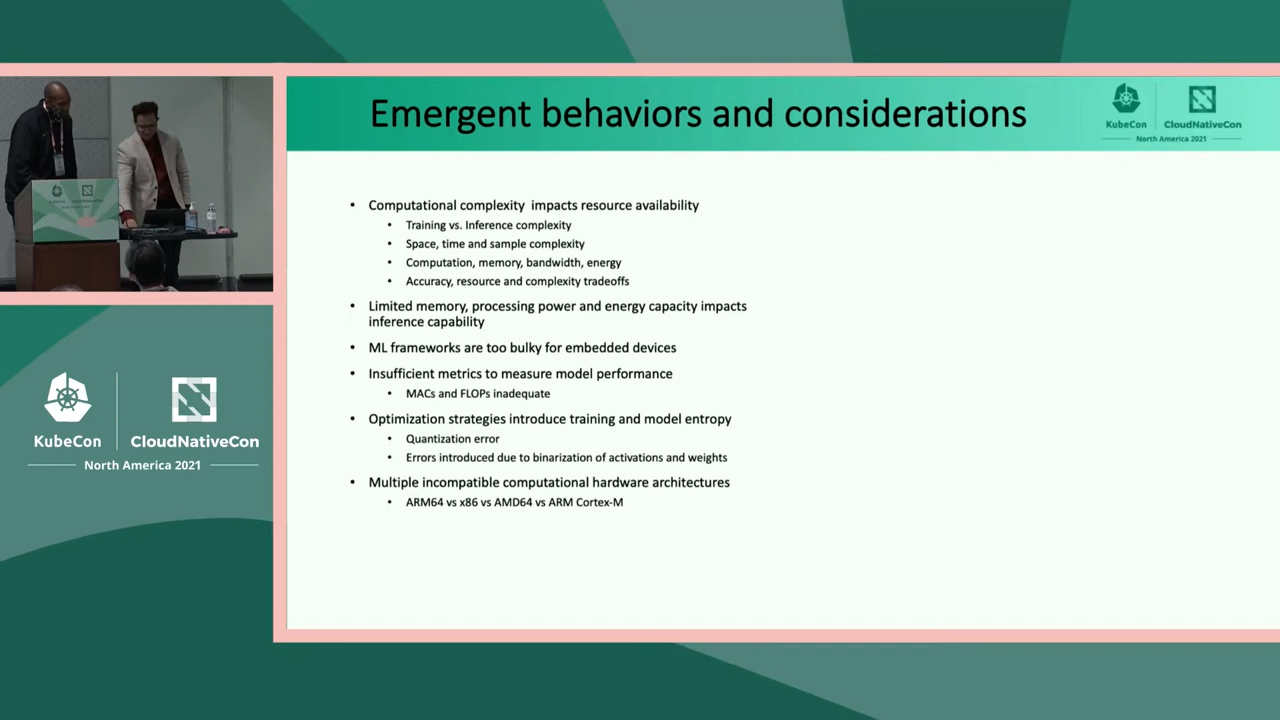 Emergent behaviors and considerations
KubeCon
CloudNativeCon
North America 2021
Computational complexity impacts resource availability
Training vs. Inference complexity
Space, time and sample complexity
Computation, memory, bandwidth, energy
Accuracy, resource and complexity tradeoffs
Limited memory, processing power and energy capacity impacts
inference capability
ML frameworks are too bulky for embedded devices
Insufficient metrics to measure model performance
MACs and FLOPs inadequate
Optimization strategies introduce training and model entropy
Quantization error
Errors introduced due to binarization of activations and weights
Multiple incompatible computational hardware architectures
ARM64 vs x86 vs AMD64 vs ARM Cortex-M
KubeCon
CloudNativeCon
North America 2021